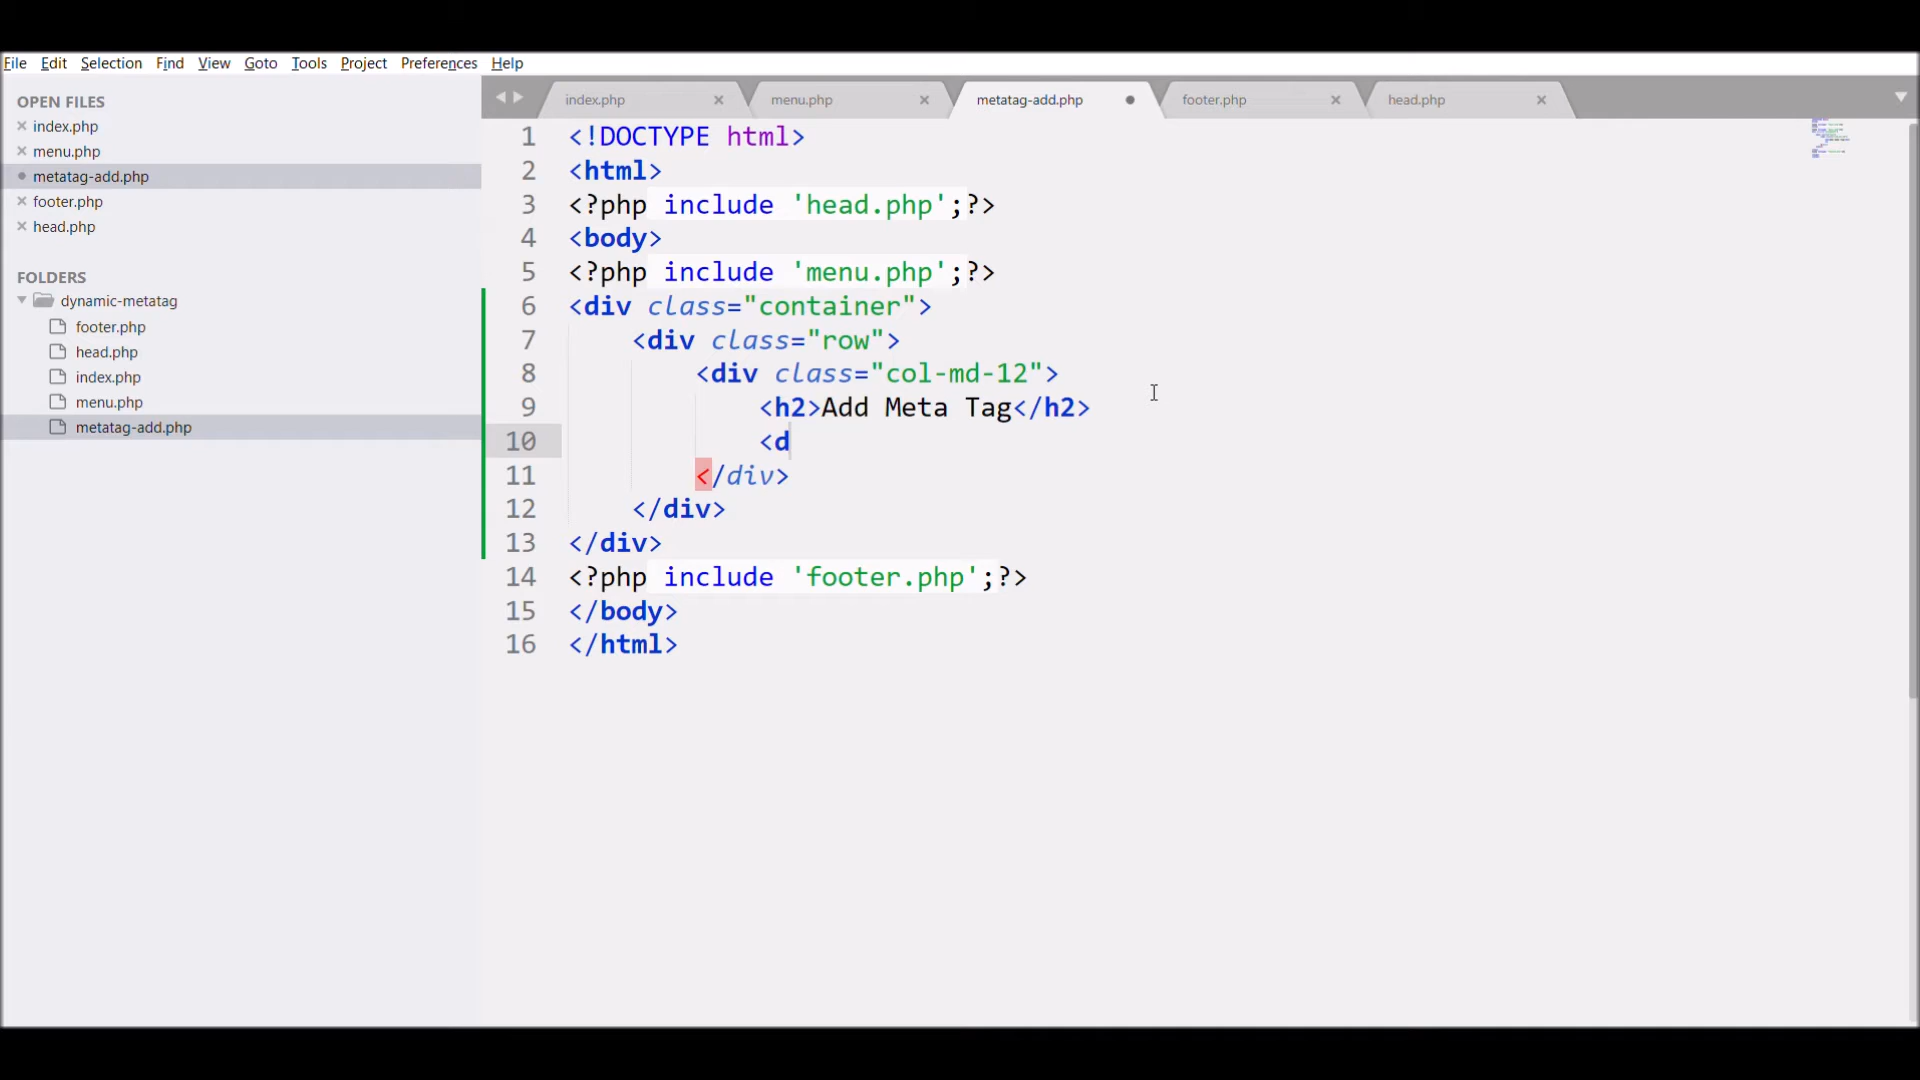 File Edit Selection Find View Goto Tools Project Preferences Help
OPEN FILES
index.php
menu.php
metatag-add.php
footer.php
head.php
FOLDERS
dynamic-metatag
footer.php
head.php
index.php
menu.php
metatag-add.php
index.php menu.php metatag-add.php footer.php head.php
1 <!DOCTYPE html>
2 <html>
3 <?php include 'head.php';?>
4 <body>
5 <?php include 'menu.php';?>
6 <div class="container">
7 <div class="row">
8 <div class="col-md-12">
9 <h2>Add Meta Tag</h2>
10 <d
11 </div>
12 </div>
13 </div>
14 <?php include 'footer.php';?>
15 </body>
16 </html>